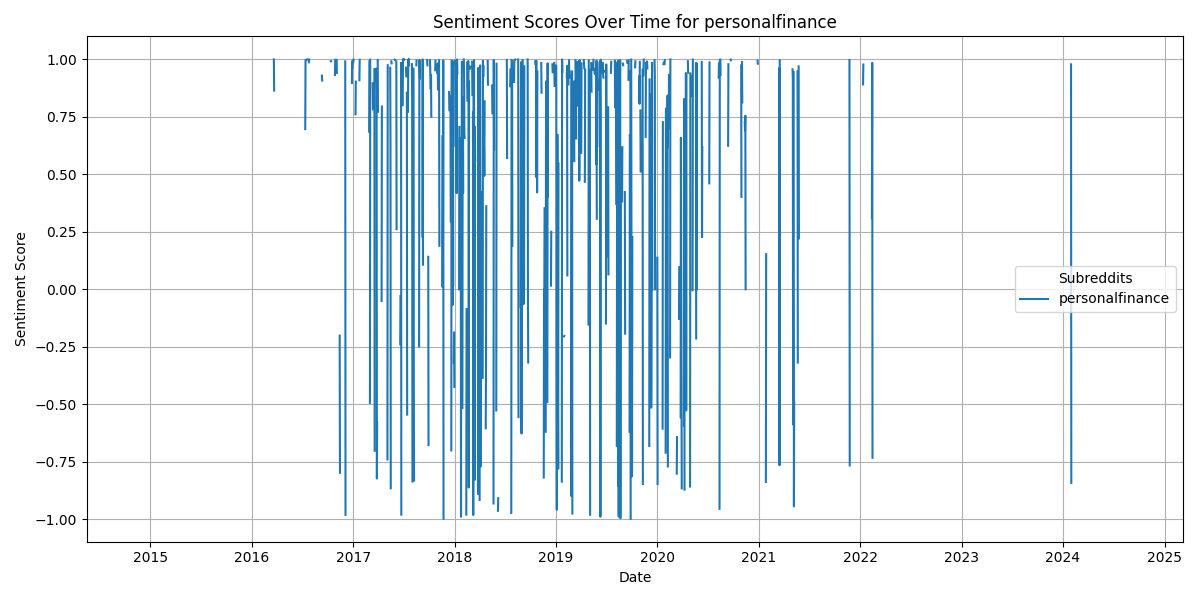 Sentiment Scores Over Time for personalfinance
1.00
0.75
0.50
0.25
0.00
−0.25
−0.50
−0.75
−1.00
Sentiment Score
Subreddits
personalfinance
2015 2016 2017 2018 2019 2020 2021 2022 2023 2024 2025
Date